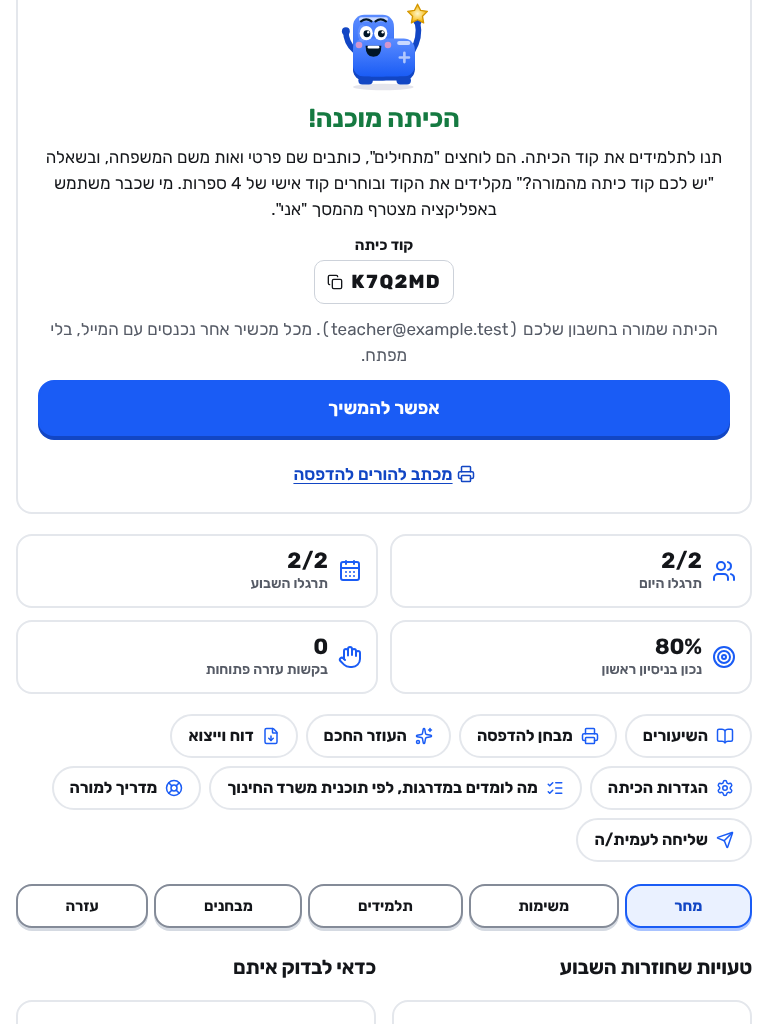 הכיתה מוכנה!
תנו לתלמידים את קוד הכיתה. הם לוחצים "מתחילים", כותבים שם פרטי ואות משם המשפחה, ובשאלה
"יש לכם קוד כיתה מהמורה?" מקלידים את הקוד ובוחרים קוד אישי של 4 ספרות. מי שכבר משתמש
באפליקציה מצטרף מהמסך "אני".
קוד כיתה
K7Q2MD
הכיתה שמורה בחשבון שלכם (teacher@example.test). מכל מכשיר אחר נכנסים עם המייל, בלי
מפתח.
אפשר להמשיך
מכתב להורים להדפסה
2/2
תרגלו היום
2/2
תרגלו השבוע
80%
נכון בניסיון ראשון
0
בקשות עזרה פתוחות
השיעורים
מבחן להדפסה
העוזר החכם
דוח וייצוא
הגדרות הכיתה
מה לומדים במדרגות, לפי תוכנית משרד החינוך
מדריך למורה
שליחה לעמית/ה
מחר
משימות
תלמידים
מבחנים
עזרה
טעויות שחוזרות השבוע
כדאי לבדוק איתם